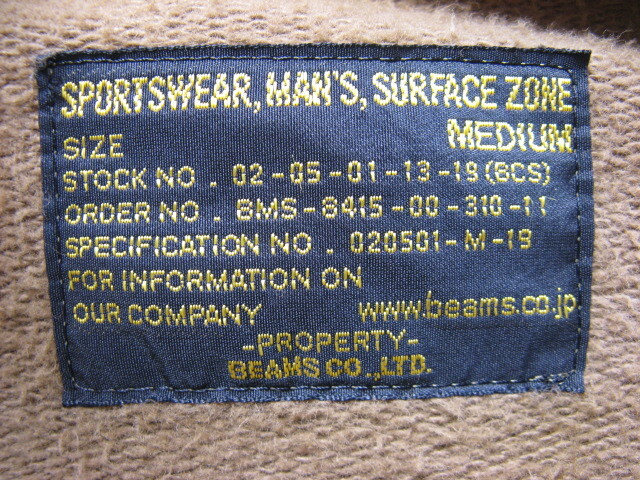 SPORTSWEAR, MAN'S, SURFACE ZONE
MEDIUM
SIZE
STOCK NO. 02-05-01-13-19(BCS)
ORDER NO. BMS-8415-00-310-11
SPECIFICATION NO. 020501-M-19
FOR INFORMATION ON
OUR COMPANY www.beams.co.jp
-PROPERTY-
BEAMS CO.,LTD.